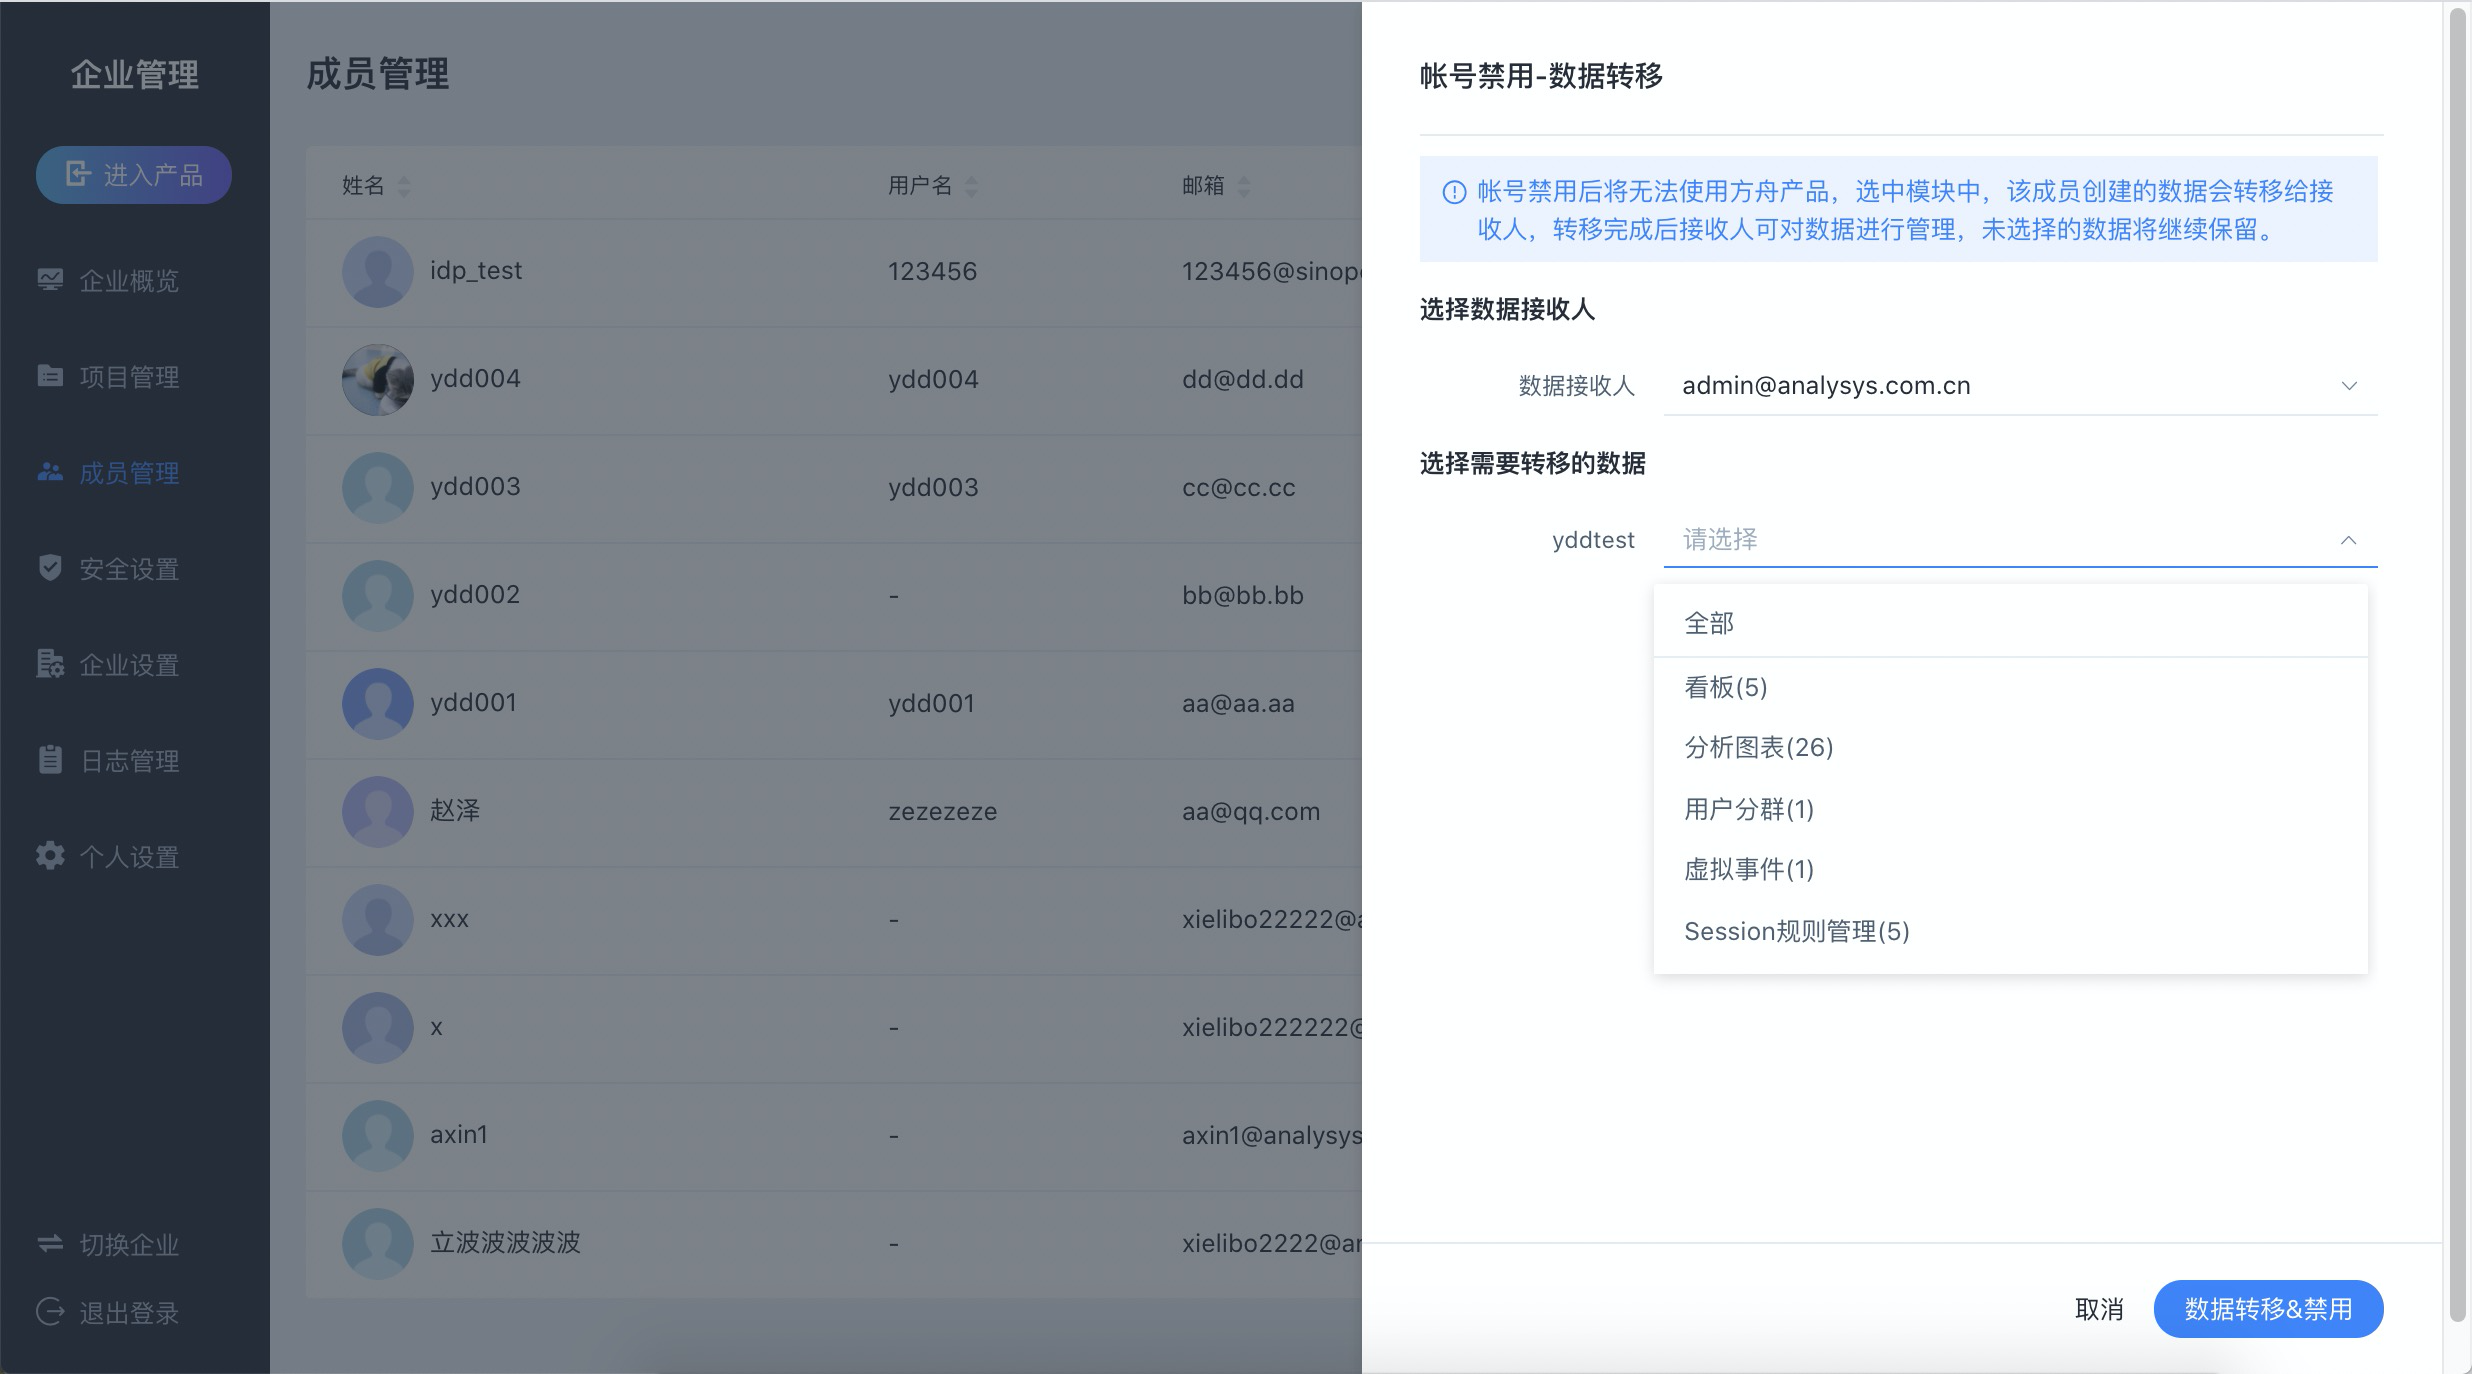 企业管理
进入产品
企业概览
项目管理
成员管理
安全设置
企业设置
日志管理
个人设置
切换企业
退出登录
成员管理
姓名 用户名 邮箱
idp_test 123456 123456@sinop
ydd004 ydd004 dd@dd.dd
ydd003 ydd003 cc@cc.cc
ydd002 - bb@bb.bb
ydd001 ydd001 aa@aa.aa
赵泽 zezezeze aa@qq.com
xxx - xielibo22222@
x - xielibo222222@
axin1 - axin1@analysys
立波波波波波 - xielibo2222@a
帐号禁用-数据转移
帐号禁用后将无法使用方舟产品，选中模块中，该成员创建的数据会转移给接
收人，转移完成后接收人可对数据进行管理，未选择的数据将继续保留。
选择数据接收人
数据接收人 admin@analysys.com.cn
选择需要转移的数据
yddtest 请选择
全部
看板(5)
分析图表(26)
用户分群(1)
虚拟事件(1)
Session规则管理(5)
取消 数据转移&禁用